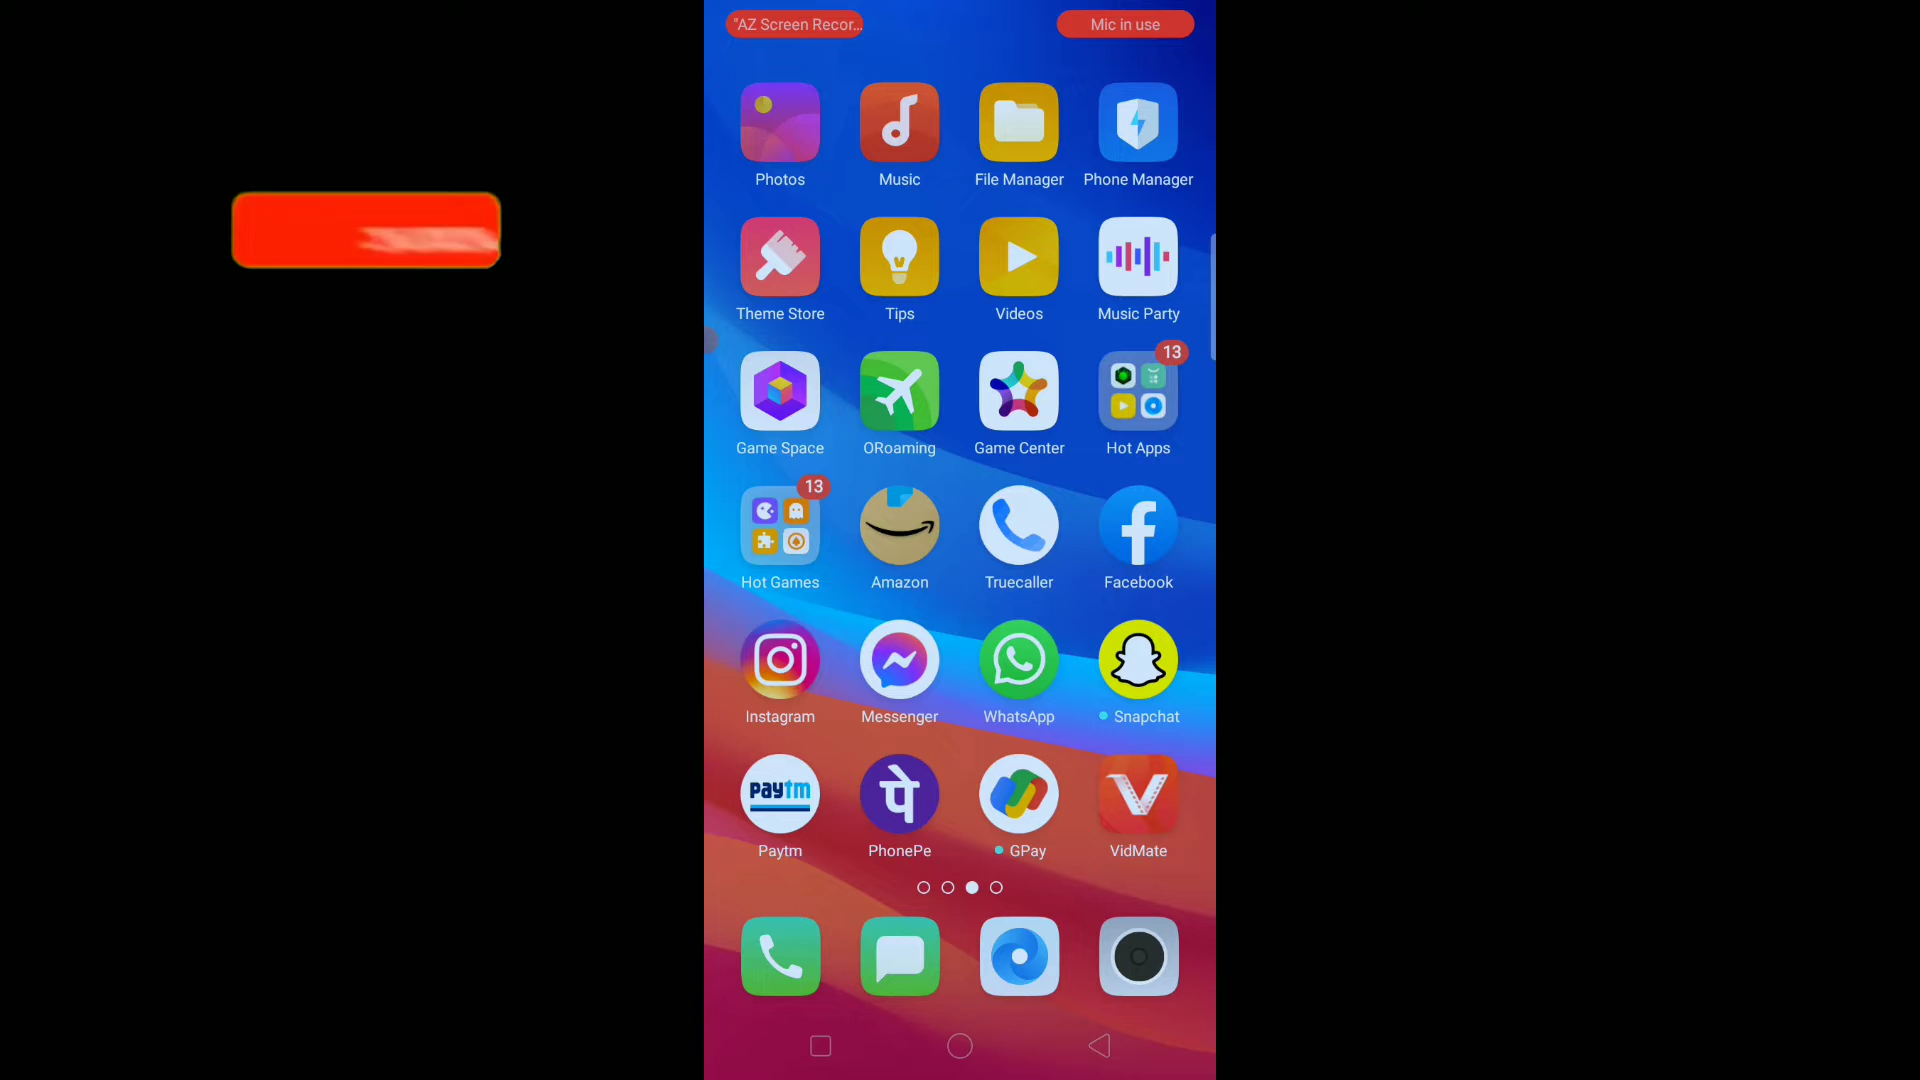 "AZ Screen Recor...
Mic in use
Photos
Music
File Manager
Phone Manager
Theme Store
Tips
Videos
Music Party
13
Game Space
ORoaming
Game Center
Hot Apps
13
Hot Games
Amazon
Truecaller
Facebook
Instagram
Messenger
WhatsApp
Snapchat
paytm
पे
Paytm
PhonePe
GPay
VidMate